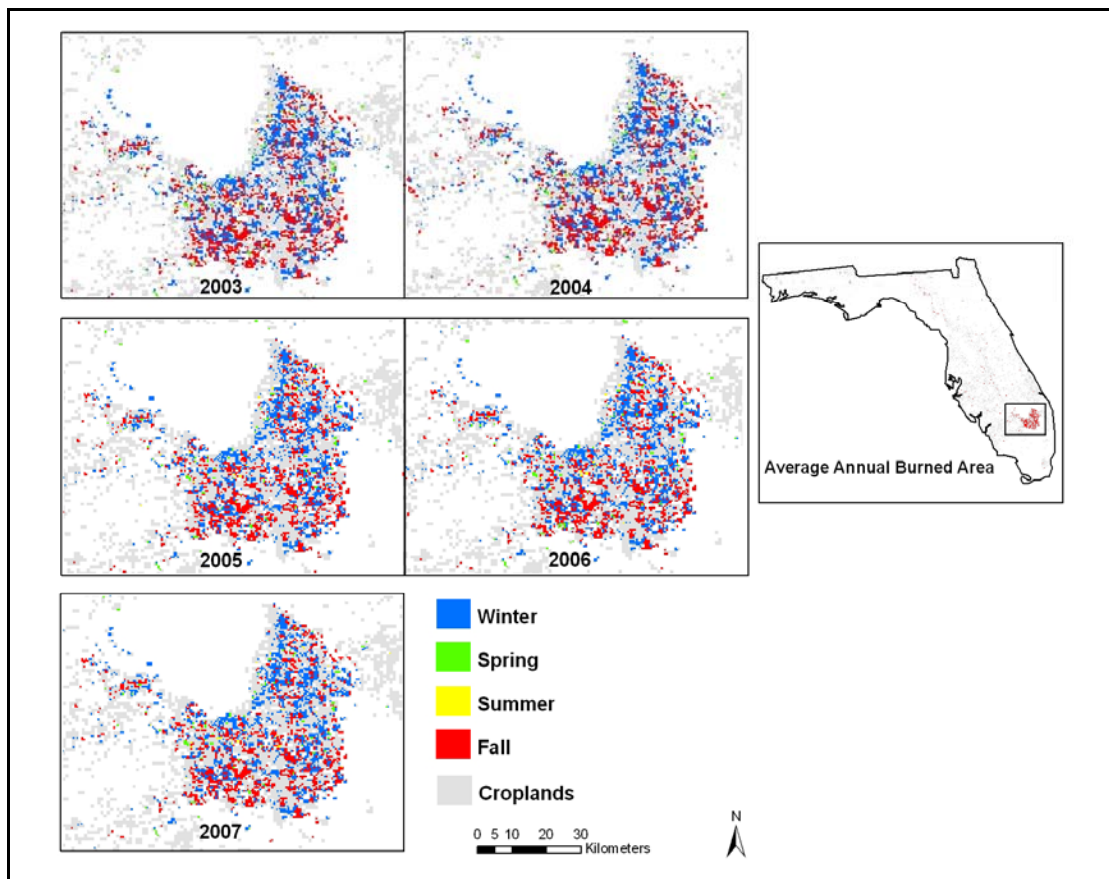 2003
2004
Average Annual Burned Area
2005
2006
2007
Winter
Spring
Summer
Fall
Croplands
0 5 10 20 30
Kilometers
N